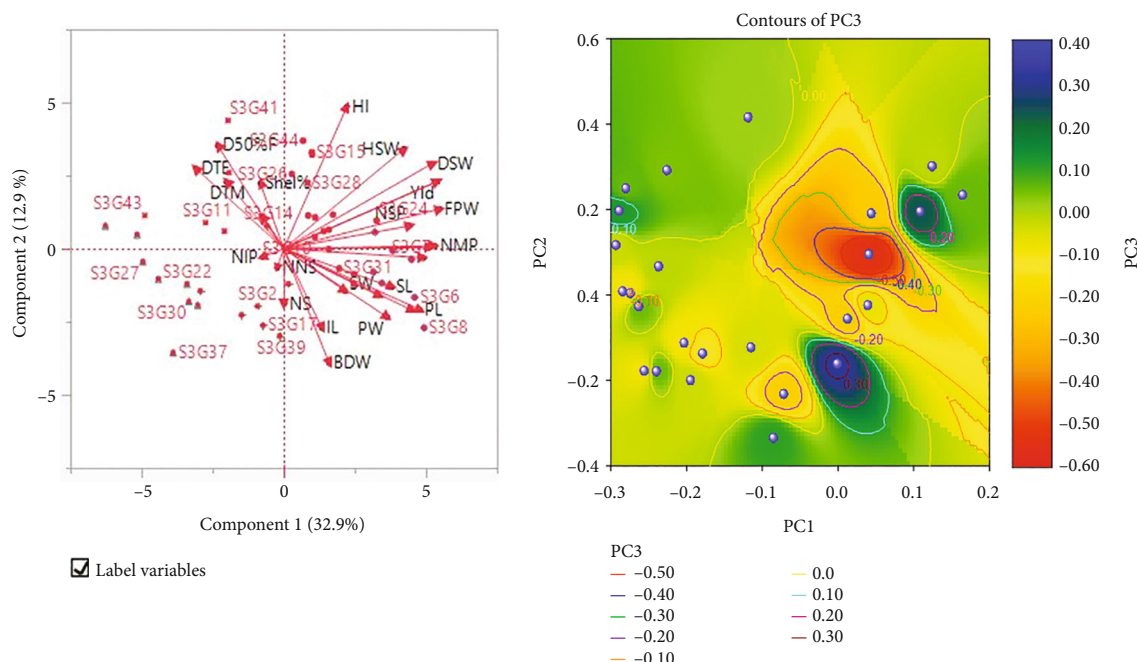 Component 2 (12.9 %)
5
0
−5
−5
0
5
Component 1 (32.9%)
Label variables
S3G41
HI
D50%F
S3G44
S3G15
HSW
DSW
DTF
S3G26
Shel%
S3G28
DTM
Yld
S3G43
S3G11
S3G14
NSP
S3G24
FPW
NMP
NIP
NNS
S3G31
S3G27
S3G22
SW
SL
S3G6
S3G30
S3G2
NS
PL
S3G17
IL
PW
S3G8
S3G37
S3G39
BDW
Contours of PC3
PC2
0.6
0.4
0.2
0.4
−0.2
−0.4
−0.3
−0.2
−0.1
0.0
0.1
0.2
PC1
0.00
0.10
0.20
-0.40
-0.30
-0.20
0.30
0.40
0.30
0.20
0.10
0.00
−0.10
−0.20
−0.30
−0.40
−0.50
−0.60
PC3
PC3
−0.50
−0.40
−0.30
−0.20
−0.10
0.0
0.10
0.20
0.30